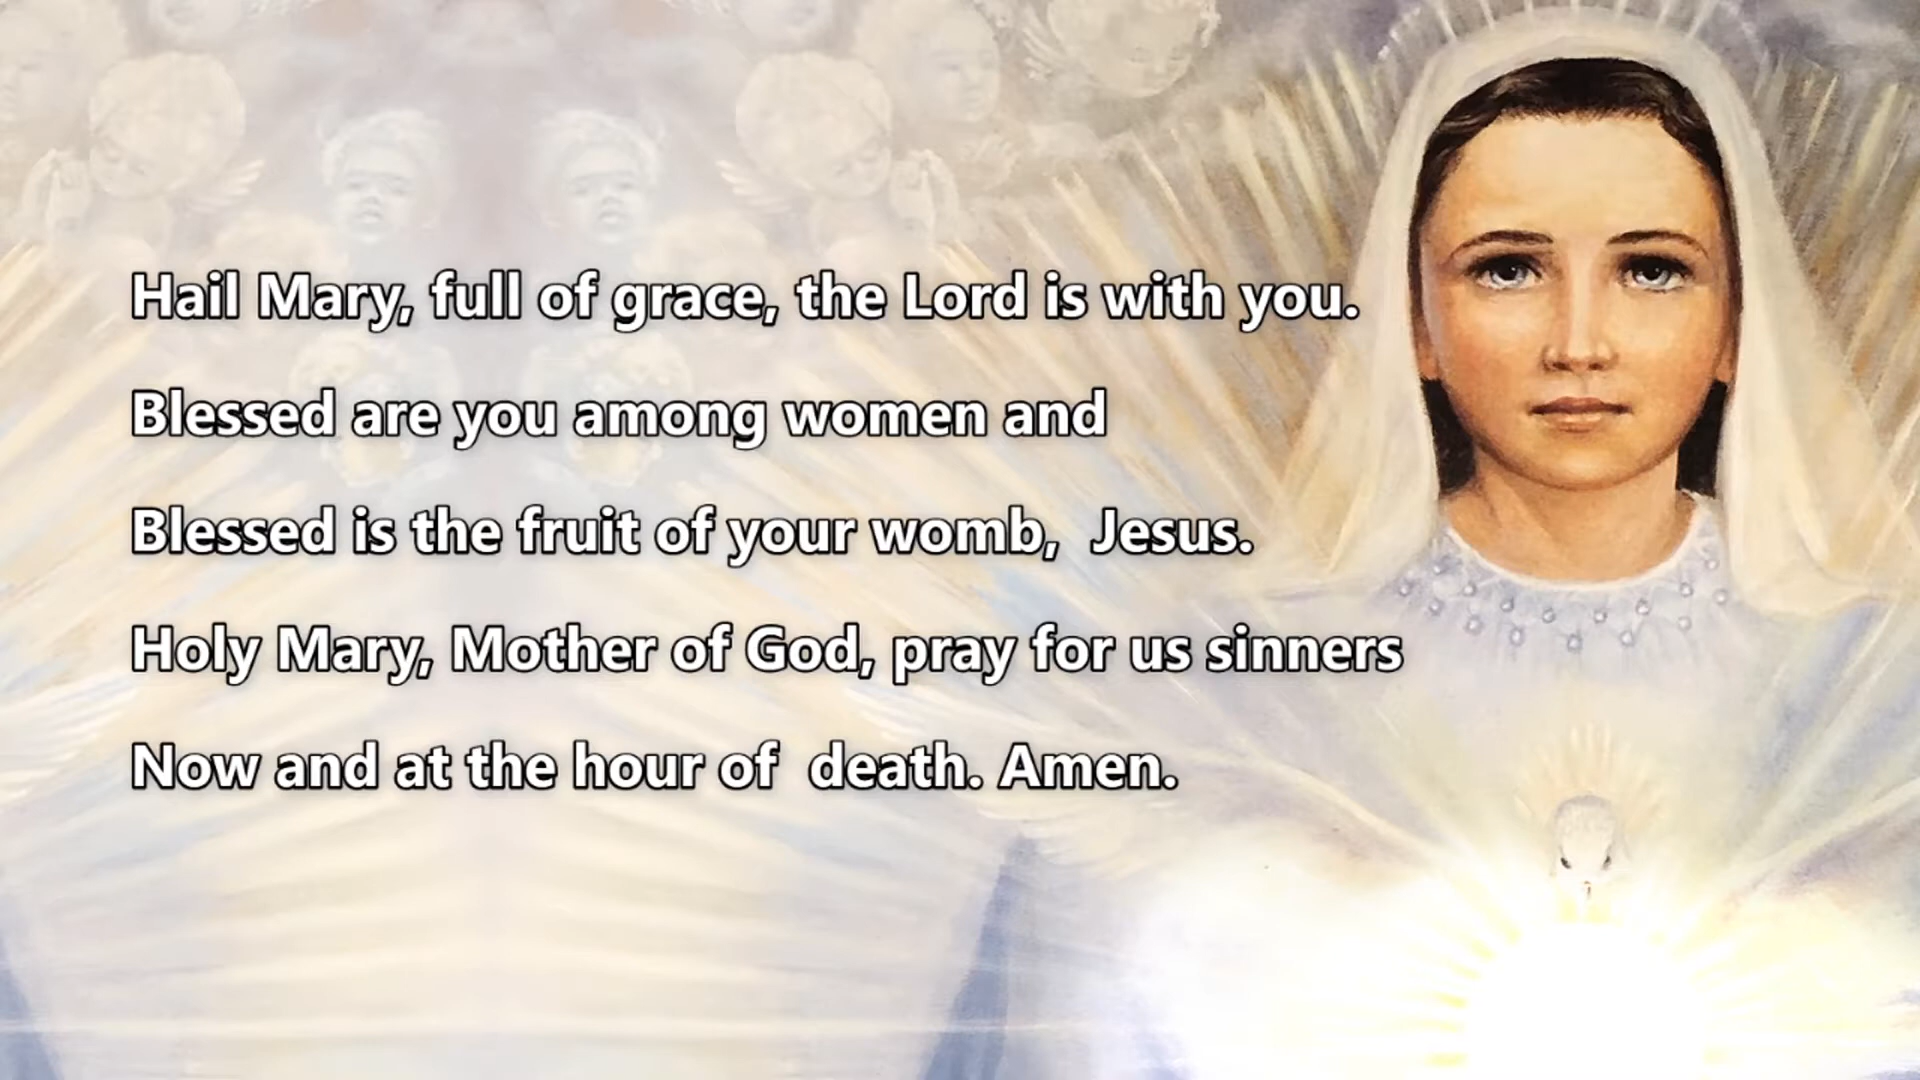 Hail Mary, full of grace, the Lord is with you.
Blessed are you among women and
Blessed is the fruit of your womb,  Jesus.
Holy Mary, Mother of God, pray for us sinners
Now and at the hour of  death. Amen.